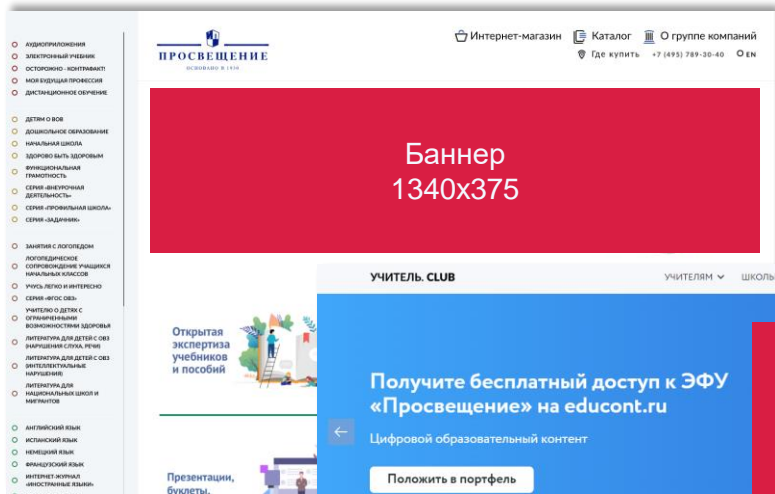 АУДИОПРИЛОЖЕНИЯ
ЭЛЕКТРОННЫЙ УЧЕБНИК
ОСТОРОЖНО - КОНТРАФАКТ!
МОЯ БУДУЩАЯ ПРОФЕССИЯ
ДИСТАНЦИОННОЕ ОБУЧЕНИЕ
ДЕТЯМ О ВОВ
ДОШКОЛЬНОЕ ОБРАЗОВАНИЕ
НАЧАЛЬНАЯ ШКОЛА
ЗДОРОВО БЫТЬ ЗДОРОВЫМ
ФУНКЦИОНАЛЬНАЯ
ГРАМОТНОСТЬ
СЕРИЯ «ВНЕУРОЧНАЯ
ДЕЯТЕЛЬНОСТЬ»
СЕРИЯ «ПРОФИЛЬНАЯ ШКОЛА»
СЕРИЯ «ЗАДАЧНИК»
ЗАНЯТИЯ С ЛОГОПЕДОМ
ЛОГОПЕДИЧЕСКОЕ
СОПРОВОЖДЕНИЕ УЧАЩИХСЯ
НАЧАЛЬНЫХ КЛАССОВ
УЧУСЬ ЛЕГКО И ИНТЕРЕСНО
СЕРИЯ «ФГОС ОВЗ»
УЧИТЕЛЮ О ДЕТЯХ С
ОГРАНИЧЕННЫМИ
ВОЗМОЖНОСТЯМИ ЗДОРОВЬЯ
ЛИТЕРАТУРА ДЛЯ ДЕТЕЙ С ОВЗ
(НАРУШЕНИЯ СЛУХА, РЕЧИ)
ЛИТЕРАТУРА ДЛЯ ДЕТЕЙ С ОВЗ
(ИНТЕЛЛЕКТУАЛЬНЫЕ
НАРУШЕНИЯ)
ЛИТЕРАТУРА ДЛЯ
НАЦИОНАЛЬНЫХ ШКОЛ И
МИГРАНТОВ
АНГЛИЙСКИЙ ЯЗЫК
ИСПАНСКИЙ ЯЗЫК
НЕМЕЦКИЙ ЯЗЫК
ФРАНЦУЗСКИЙ ЯЗЫК
ИНТЕРНЕТ-ЖУРНАЛ
«ИНОСТРАННЫЕ ЯЗЫКИ»
ПРОСВЕЩЕНИЕ
ОСНОВАНО В 1930
Интернет-магазин Каталог О группе компаний
Где купить +7 (495) 789-30-40 EN
Баннер
1340x375
УЧИТЕЛЬ. CLUB УЧИТЕЛЯМ ШКОЛЬ
Открытая
экспертиза
учебников
и пособий
Получите бесплатный доступ к ЭФУ
«Просвещение» на educont.ru
Цифровой образовательный контент
Положить в портфель
Презентации,
буклеты,